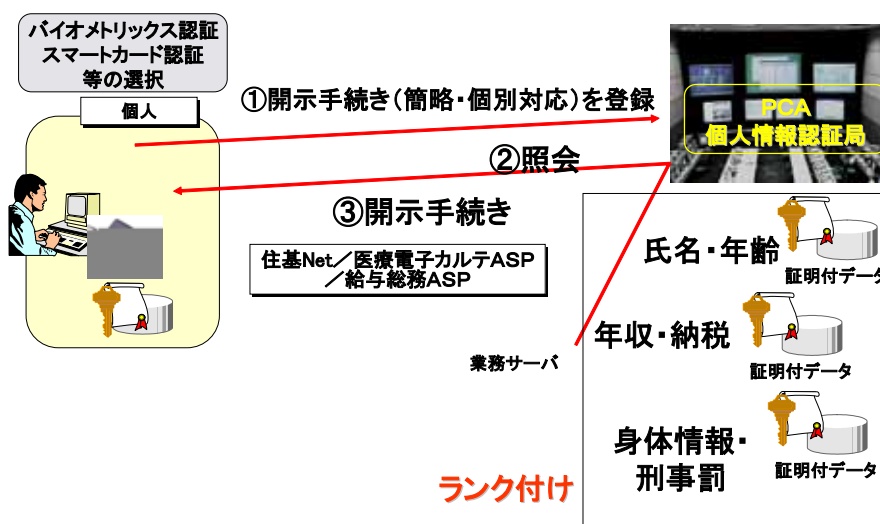 バイオメトリックス認証
スマートカード認証
等の選択
個人
①開示手続き(簡略・個別対応)を登録
PCA
個人情報認証局
②照会
③開示手続き
住基Net/医療電子カルテASP
/給与総務ASP
氏名・年齢
証明付データ
年収・納税
証明付データ
業務サーバ
身体情報・
刑事罰
証明付データ
ランク付け